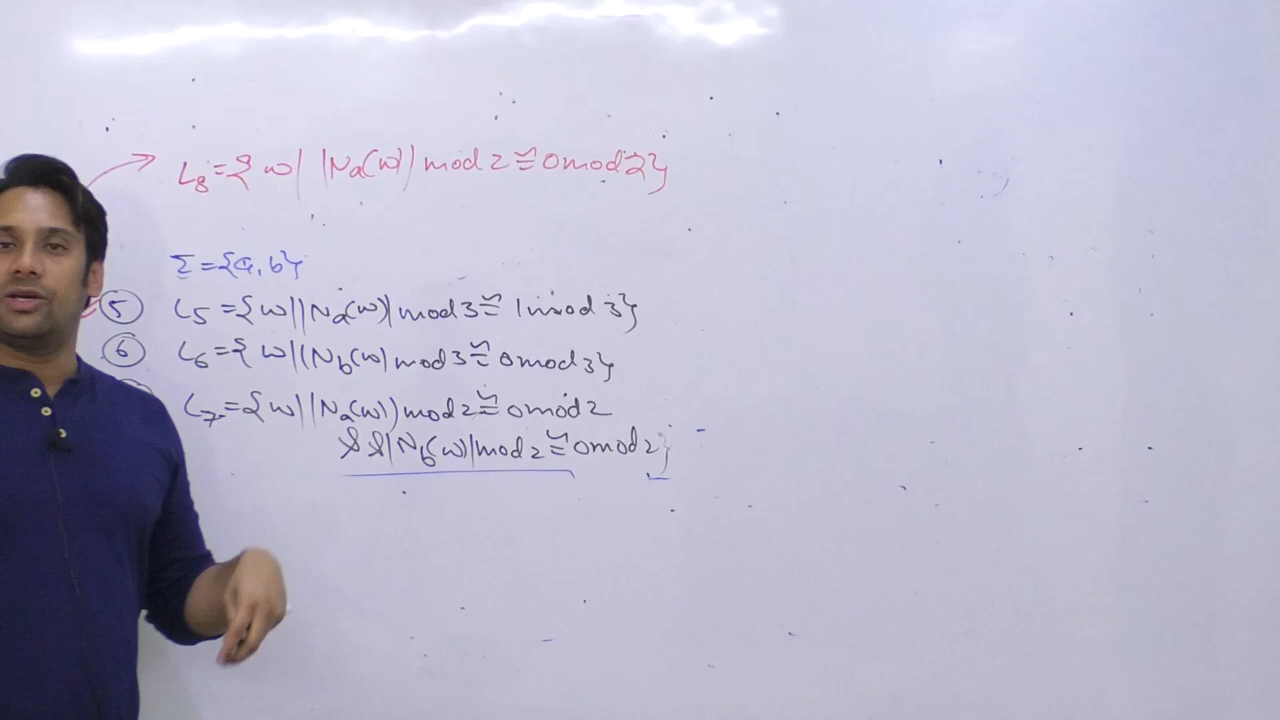 L₈={ w | |Na(w)| mod 2 ≅ 0 mod 2}
Σ={a,b}
⑤ L₅={ w | |Na(w)| mod 3 ≅ 1 mod 3}
⑥ L₆={ w | |Nb(w) mod 3 ≅ 0 mod 3}
L₇={ w | |Na(w)| mod 2 ≅ 0 mod 2
&&|Nb(w)| mod 2 ≅ 0 mod 2}